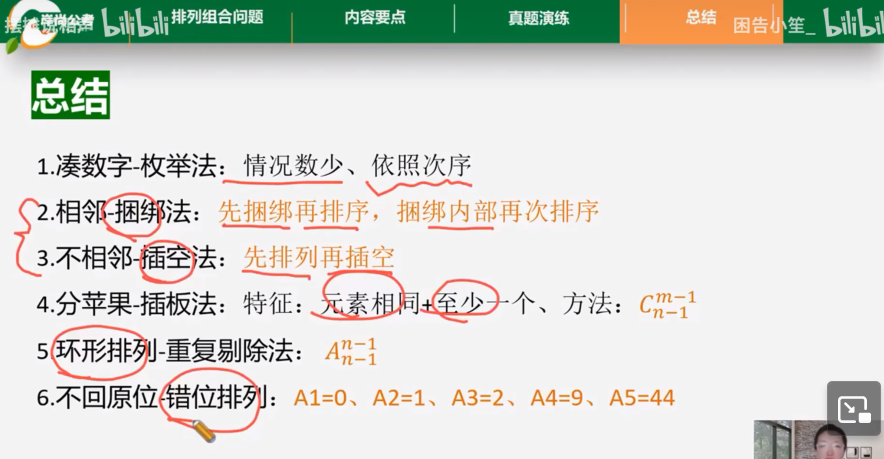 崖尚公考 排列组合问题 内容要点 真题演练 总结
bilibili 困告小笙_ bilibili
总结
1.凑数字-枚举法：情况数少、依照次序
2.相邻-捆绑法：先捆绑再排序，捆绑内部再次排序
3.不相邻-插空法：先排列再插空
4.分苹果-插板法：特征：元素相同+至少一个、方法：C_{n-1}^{m-1}
5.环形排列-重复剔除法：A_{n-1}^{n-1}
6.不回原位-错位排列：A1=0、A2=1、A3=2、A4=9、A5=44